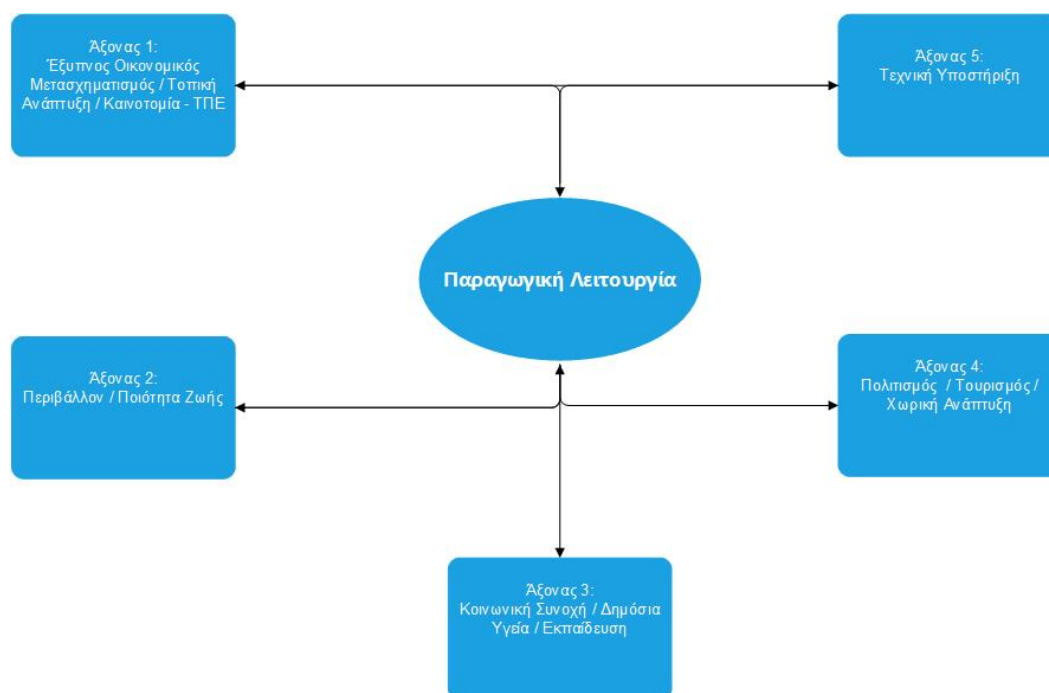 Άξονας 1:
Έξυπνος Οικονομικός
Μετασχηματισμός / Τοπική
Ανάπτυξη / Καινοτομία - ΤΠΕ
Άξονας 5:
Τεχνική Υποστήριξη
Παραγωγική Λειτουργία
Άξονας 2:
Περιβάλλον / Ποιότητα Ζωής
Άξονας 4:
Πολιτισμός / Τουρισμός /
Χωρική Ανάπτυξη
Άξονας 3:
Κοινωνική Συνοχή / Δημόσια
Υγεία / Εκπαίδευση